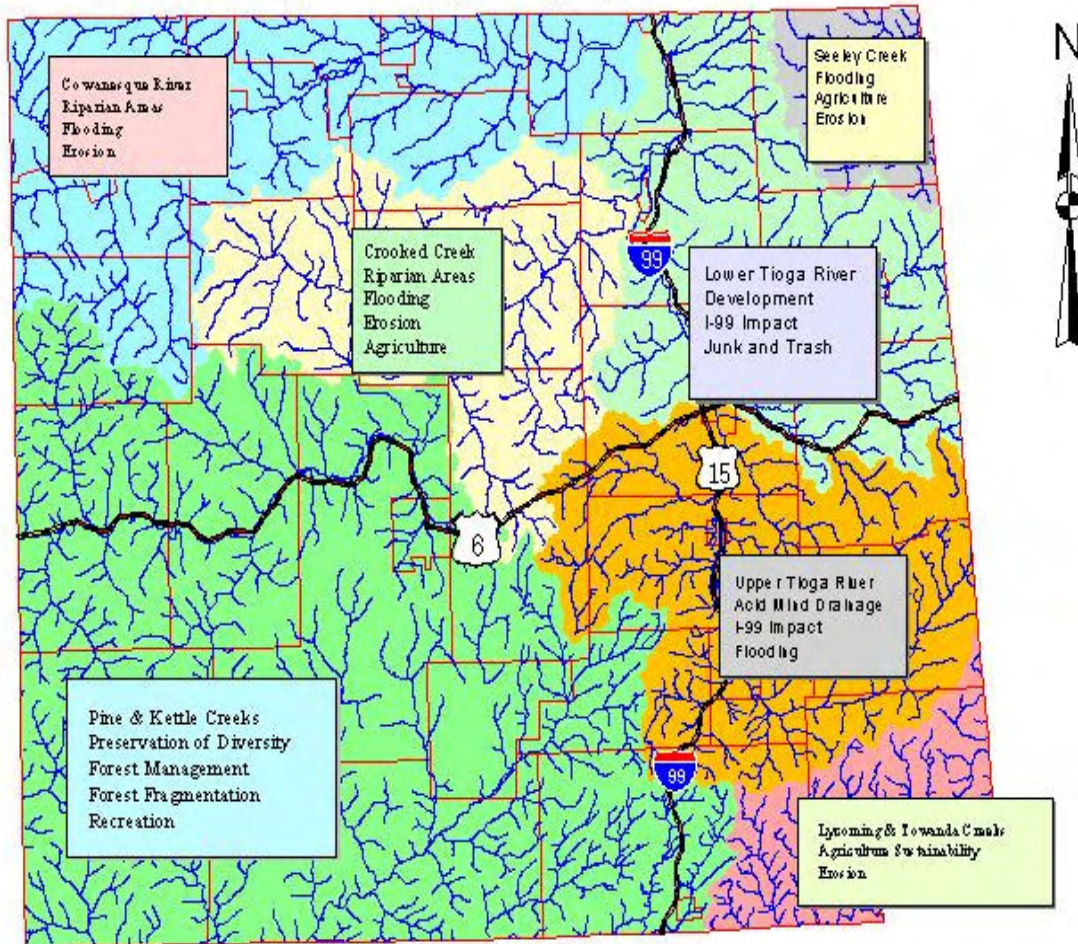 N
Cowanesque River
Riparian Areas
Flooding
Erosion
Seeley Creek
Flooding
Agriculture
Erosion
Crooked Creek
Riparian Areas
Flooding
Erosion
Agriculture
99
Lower Tioga River
Development
I-99 Impact
Junk and Trash
15
6
Upper Tioga River
Acid Mind Drainage
I-99 Impact
Flooding
Pine & Kettle Creeks
Preservation of Diversity
Forest Management
Forest Fragmentation
Recreation
99
Lycoming & Towanda Creeks
Agriculture Sustainability
Erosion